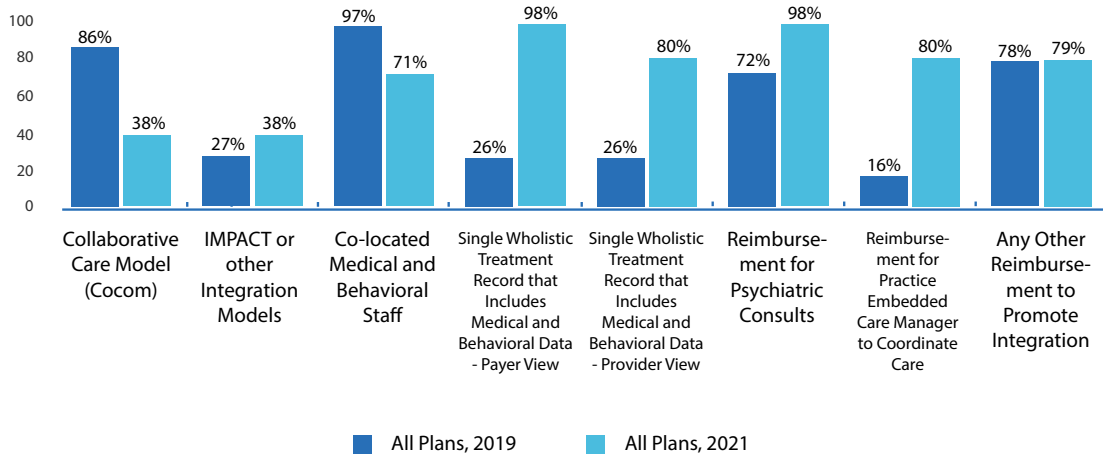 100
80
60
40
20
0
86%
38%
27%
38%
97%
71%
26%
98%
26%
80%
72%
98%
16%
80%
78%
79%
Collaborative
Care Model
(Cocom)
IMPACT or
other
Integration
Models
Co-located
Medical and
Behavioral
Staff
Single Wholistic
Treatment
Record that
Includes
Medical and
Behavioral Data
- Payer View
Single Wholistic
Treatment
Record that
Includes
Medical and
Behavioral Data
- Provider View
Reimburse-
ment for
Psychiatric
Consults
Reimburse-
ment for
Practice
Embedded
Care Manager
to Coordinate
Care
Any Other
Reimburse-
ment to
Promote
Integration
All Plans, 2019
All Plans, 2021